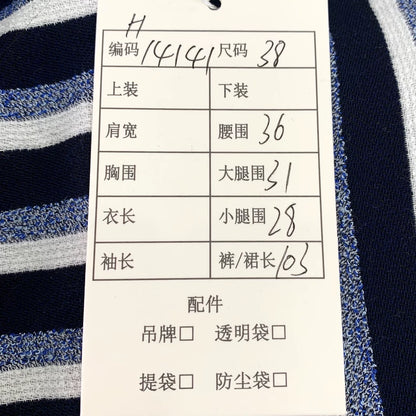 H
编码 14141 尺码 38
上装 下装
肩宽 腰围 36
胸围 大腿围 31
衣长 小腿围 28
袖长 裤/裙长 103
配件
吊牌□ 透明袋□
提袋□ 防尘袋□